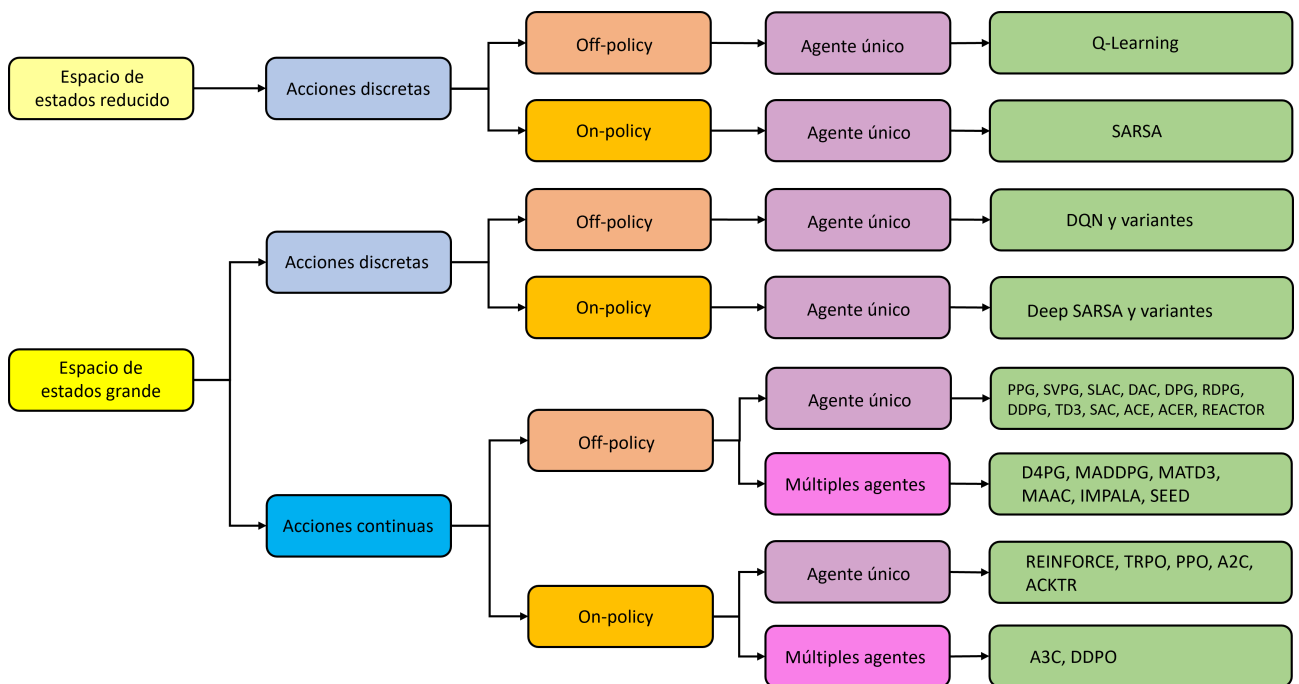 Espacio de
estados reducido
Acciones discretas
Off-policy
Agente único
Q-Learning
On-policy
Agente único
SARSA
Espacio de
estados grande
Acciones discretas
Off-policy
Agente único
DQN y variantes
On-policy
Agente único
Deep SARSA y variantes
Acciones continuas
Off-policy
Agente único
PPG, SVPG, SLAC, DAC, DPG, RDPG,
DDPG, TD3, SAC, ACE, ACER, REACTOR
Múltiples agentes
D4PG, MADDPG, MATD3,
MAAC, IMPALA, SEED
On-policy
Agente único
REINFORCE, TRPO, PPO, A2C,
ACKTR
Múltiples agentes
A3C, DDPO